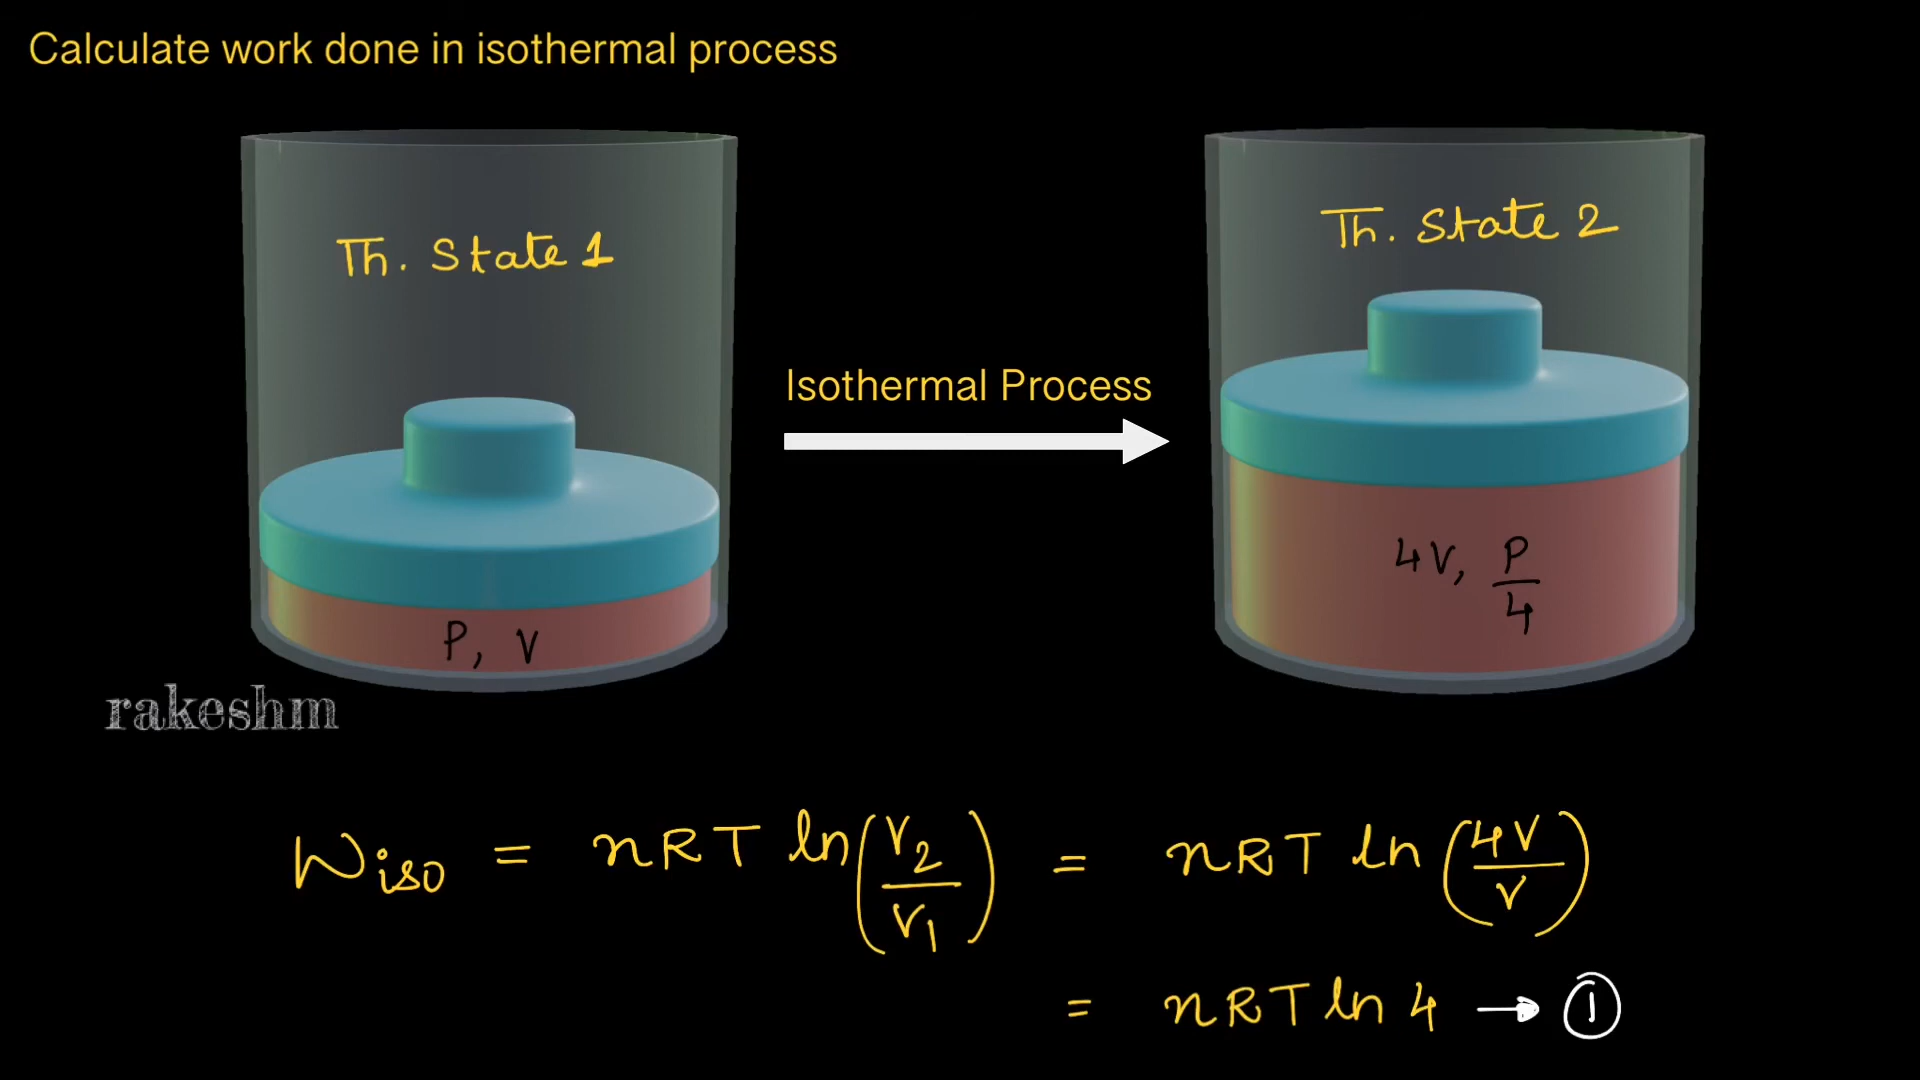 Calculate work done in isothermal process
Th. State 1
Th. State 2
Isothermal Process
4V, P/4
P, V
rakeshm
Wiso = nRT ln(V2/V1) = nRT ln(4V/V)
= nRT ln 4 → ①